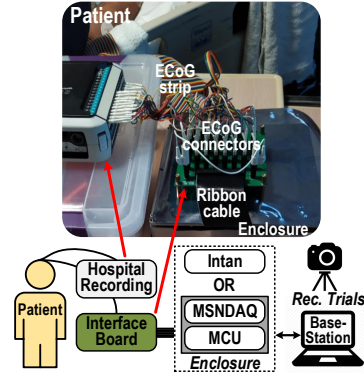 Patient
ECoG
strip
ECoG
connectors
Ribbon
cable
Enclosure
Hospital
Recording
Interface
Board
Patient
Intan
OR
MSNDAQ
MCU
Enclosure
Rec. Trials
Base-
Station